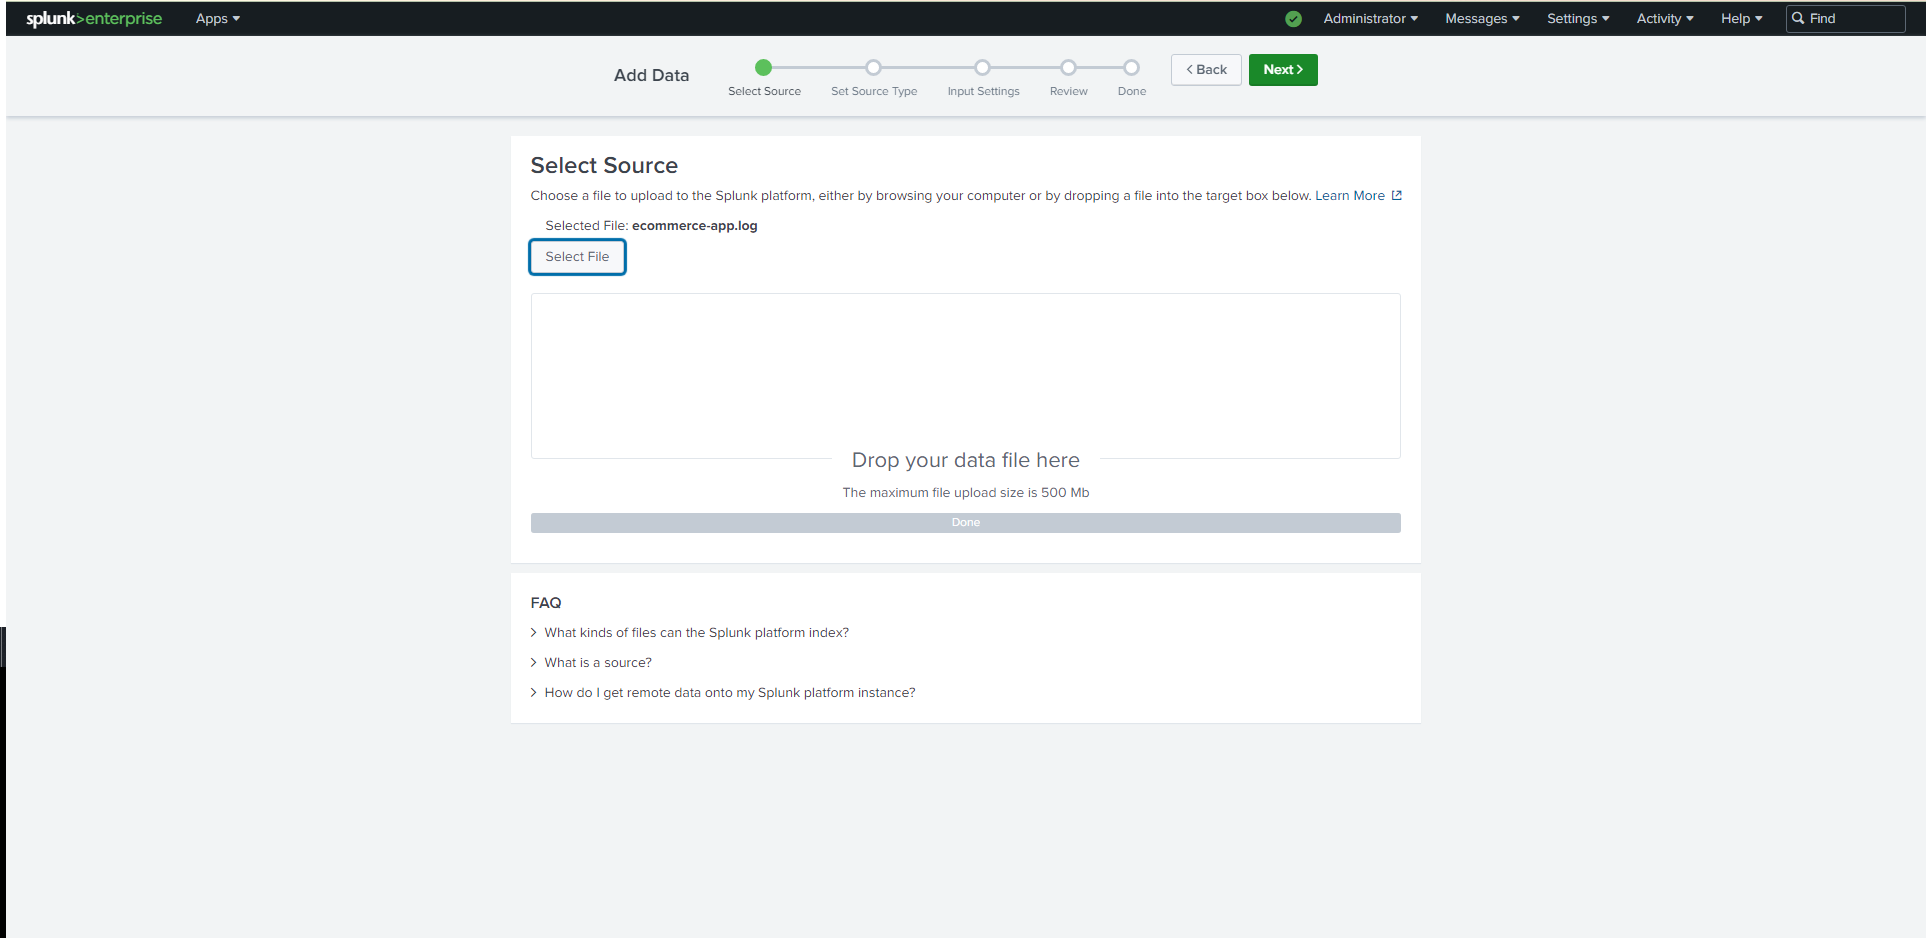 splunk>enterprise Apps Administrator Messages Settings Activity Help Find
Add Data Select Source Set Source Type Input Settings Review Done < Back Next >
Select Source
Choose a file to upload to the Splunk platform, either by browsing your computer or by dropping a file into the target box below. Learn More
Selected File: ecommerce-app.log
Select File
Drop your data file here
The maximum file upload size is 500 Mb
Done
FAQ
> What kinds of files can the Splunk platform index?
> What is a source?
> How do I get remote data onto my Splunk platform instance?